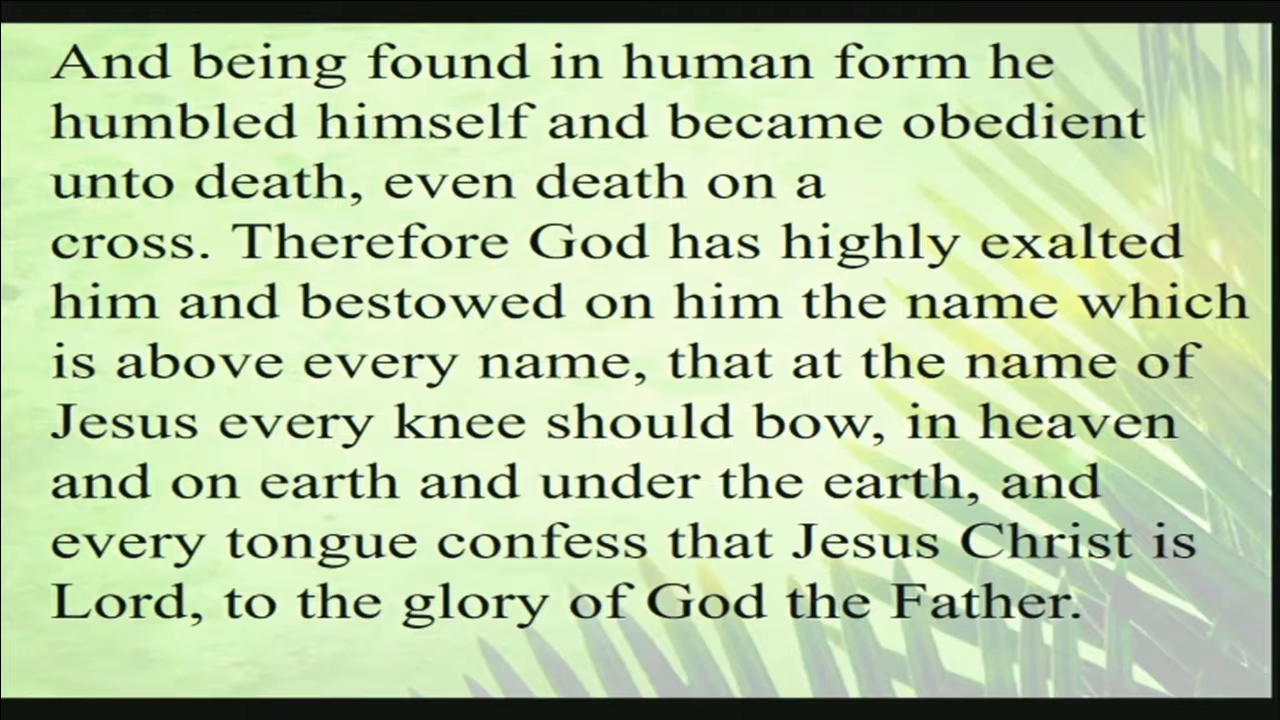 And being found in human form he
humbled himself and became obedient
unto death, even death on a
cross. Therefore God has highly exalted
him and bestowed on him the name which
is above every name, that at the name of
Jesus every knee should bow, in heaven
and on earth and under the earth, and
every tongue confess that Jesus Christ is
Lord, to the glory of God the Father.